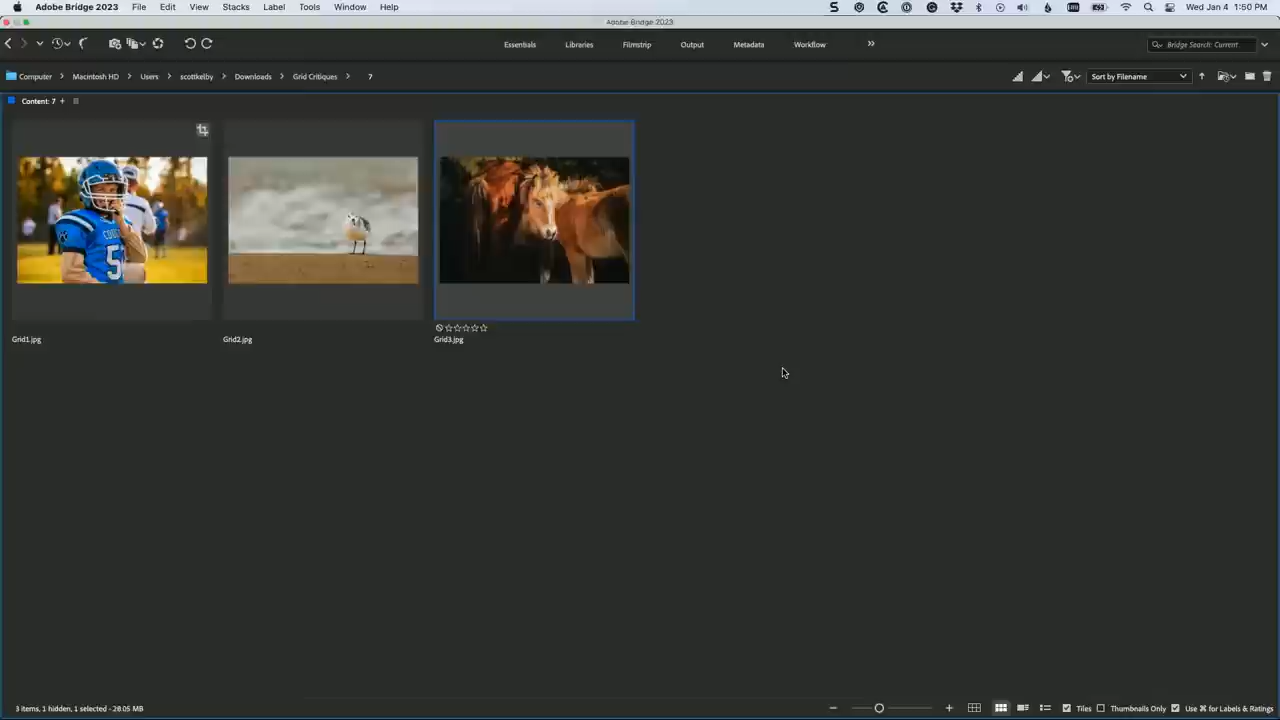 Adobe Bridge 2023 File Edit View Stacks Label Tools Window Help Wed Jan 4 1:50 PM
Adobe Bridge 2023
Essentials Libraries Filmstrip Output Metadata Workflow Bridge Search: Current
Computer Macintosh HD Users scottkelby Downloads Grid Critiques 7 Sort by Filename
Content: 7
Grid1.jpg Grid2.jpg Grid3.jpg
3 items, 1 hidden, 1 selected - 28.05 MB Tiles Thumbnails Only Use ⌘ for Labels & Ratings